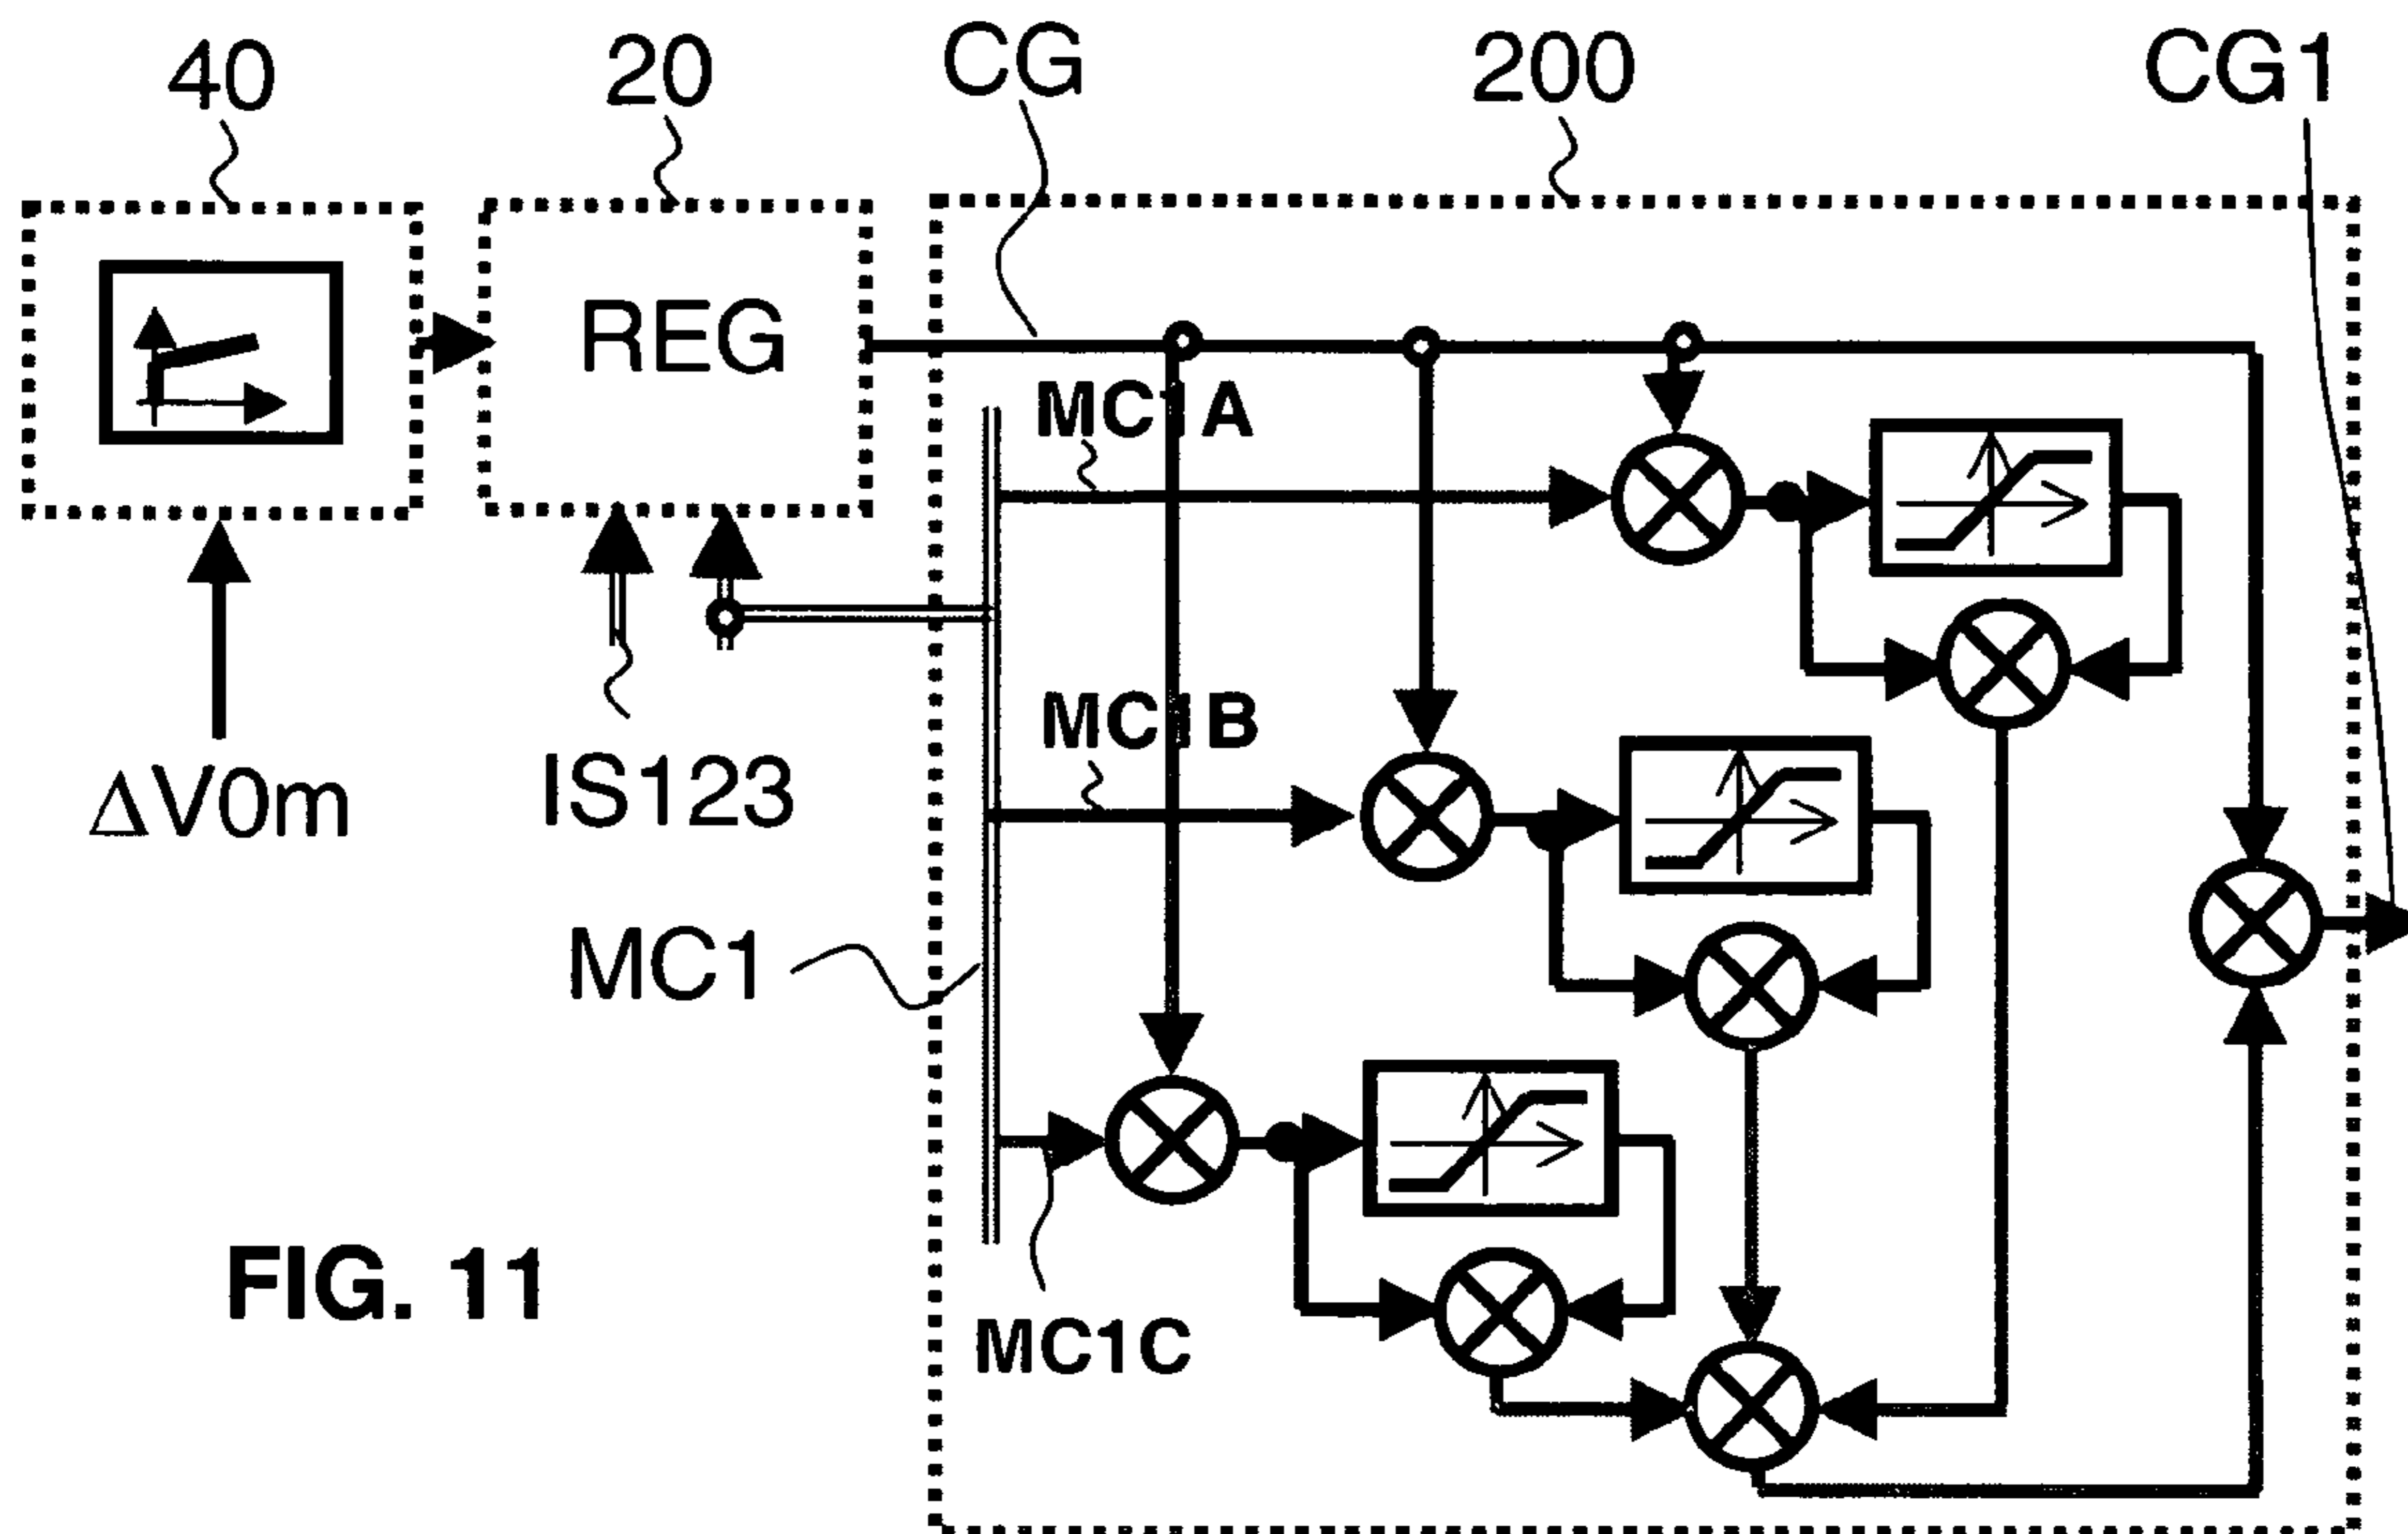 40
20
CG
200
CG1
REG
MC1A
MC1B
ΔV0m
IS123
MC1
MC1C
FIG. 11